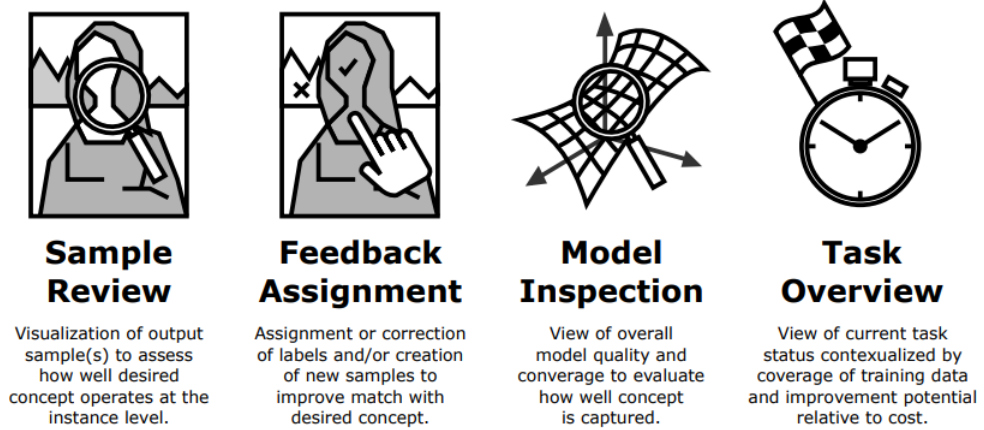 Sample
Review
Visualization of output
sample(s) to assess
how well desired
concept operates at the
instance level.
Feedback
Assignment
Assignment or correction
of labels and/or creation
of new samples to
improve match with
desired concept.
Model
Inspection
View of overall
model quality and
converage to evaluate
how well concept
is captured.
Task
Overview
View of current task
status contexualized by
coverage of training data
and improvement potential
relative to cost.